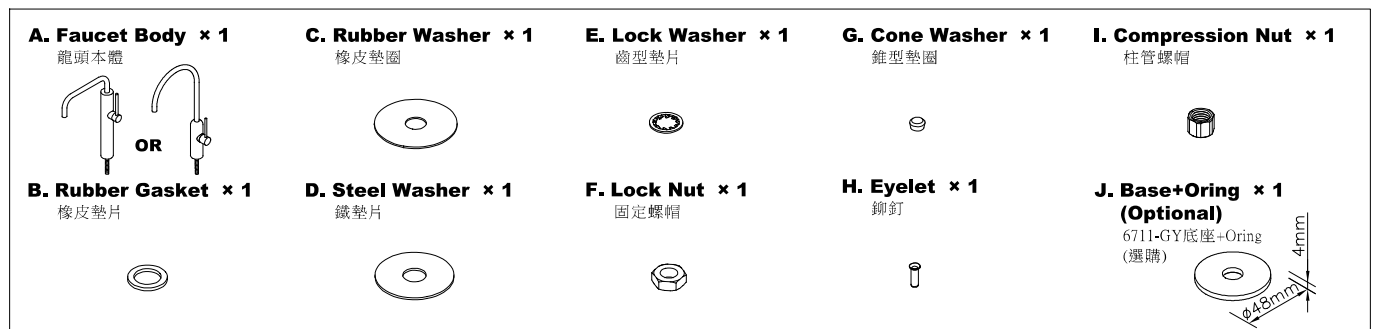 A. Faucet Body × 1
龍頭本體
OR
B. Rubber Gasket × 1
橡皮墊片
C. Rubber Washer × 1
橡皮墊圈
D. Steel Washer × 1
鐵墊片
E. Lock Washer × 1
齒型墊片
F. Lock Nut × 1
固定螺帽
G. Cone Washer × 1
錐型墊圈
H. Eyelet × 1
鉚釘
I. Compression Nut × 1
柱管螺帽
J. Base+Oring × 1
(Optional)
6711-GY底座+Oring
(選購)
4mm
ϕ48mm